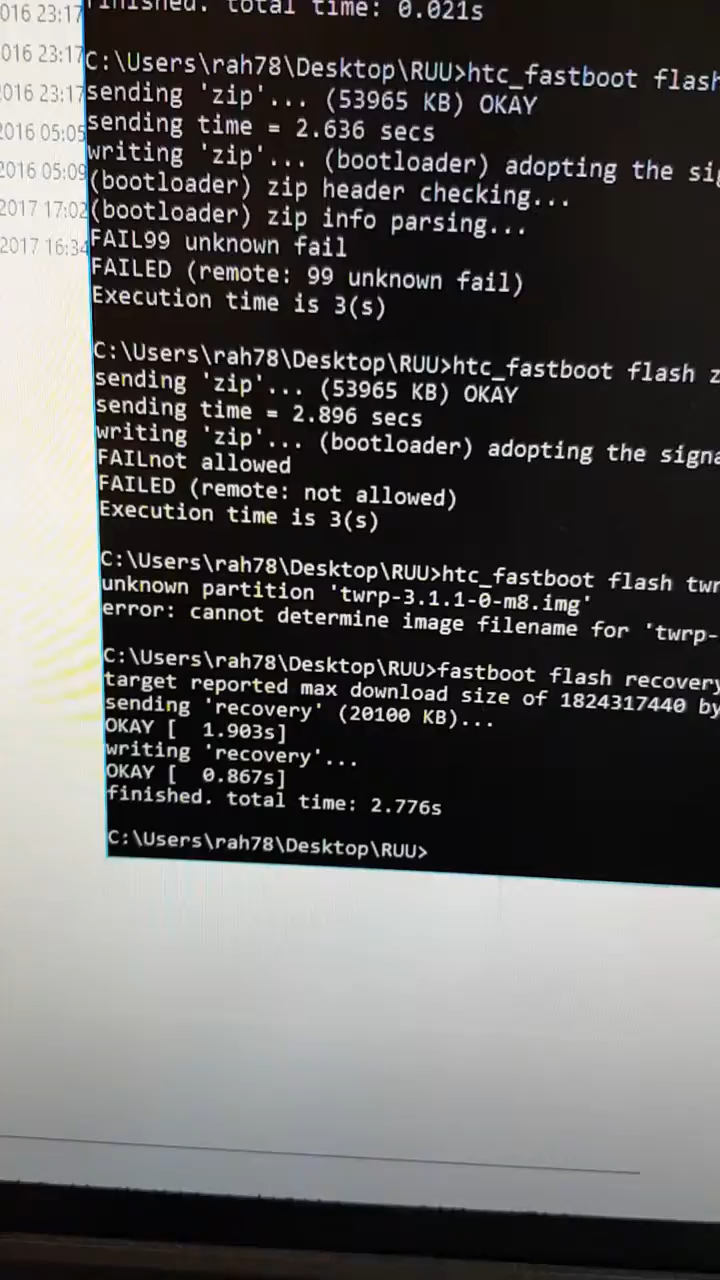 finished. total time: 0.021s
C:\Users\rah78\Desktop\RUU>htc_fastboot flash
sending 'zip'... (53965 KB) OKAY
sending time = 2.636 secs
writing 'zip'... (bootloader) adopting the sig
(bootloader) zip header checking...
(bootloader) zip info parsing...
FAIL99 unknown fail
FAILED (remote: 99 unknown fail)
Execution time is 3(s)
C:\Users\rah78\Desktop\RUU>htc_fastboot flash z
sending 'zip'... (53965 KB) OKAY
sending time = 2.896 secs
writing 'zip'... (bootloader) adopting the signa
FAILnot allowed
FAILED (remote: not allowed)
Execution time is 3(s)
C:\Users\rah78\Desktop\RUU>htc_fastboot flash twr
unknown partition 'twrp-3.1.1-0-m8.img'
error: cannot determine image filename for 'twrp-
C:\Users\rah78\Desktop\RUU>fastboot flash recovery
target reported max download size of 1824317440 by
sending 'recovery' (20100 KB)...
OKAY [  1.903s]
writing 'recovery'...
OKAY [  0.867s]
finished. total time: 2.776s
C:\Users\rah78\Desktop\RUU>
016 23:17
016 23:17
2016 23:17
2016 05:05
2016 05:09
2017 17:02
2017 16:34